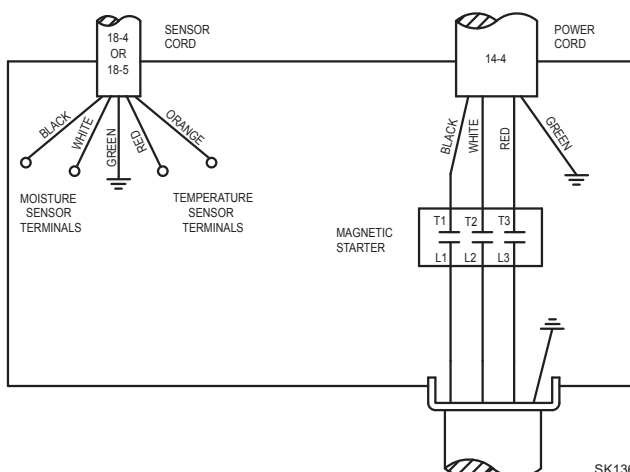 18-4
OR
18-5
SENSOR
CORD
14-4
POWER
CORD
BLACK
WHITE
GREEN
RED
ORANGE
BLACK
WHITE
RED
GREEN
MOISTURE
SENSOR
TERMINALS
TEMPERATURE
SENSOR
TERMINALS
MAGNETIC
STARTER
T1 T2 T3
L1 L2 L3